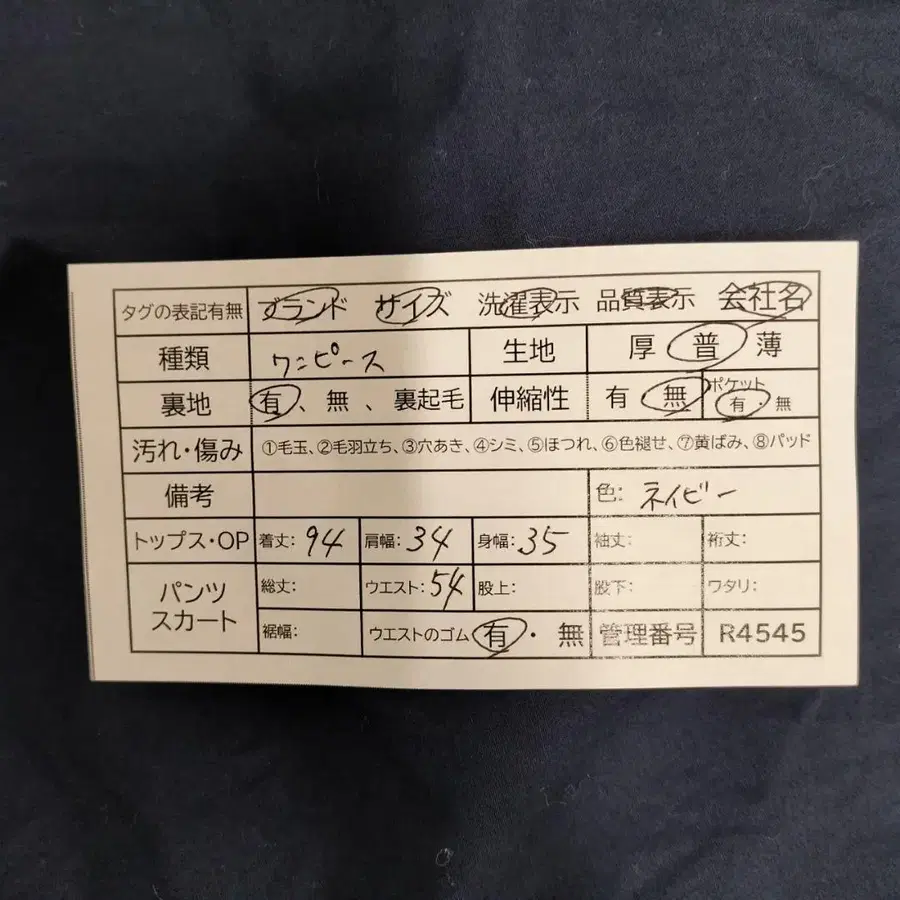 タグの表記有無 ブランド サイズ 洗濯表示 品質表示 会社名
種類 ワンピース 生地 厚 普 薄
裏地 有、無、裏起毛 伸縮性 有 無 ポケット 有・無
汚れ・傷み ①毛玉、②毛羽立ち、③穴あき、④シミ、⑤ほつれ、⑥色褪せ、⑦黄ばみ、⑧パッド
備考 色: ネイビー
トップス・OP 着丈: 94 肩幅: 34 身幅: 35 袖丈: 裄丈:
パンツ スカート 総丈: ウエスト: 54 股上: 股下: ワタリ:
裾幅: ウエストのゴム 有・無 管理番号 R4545